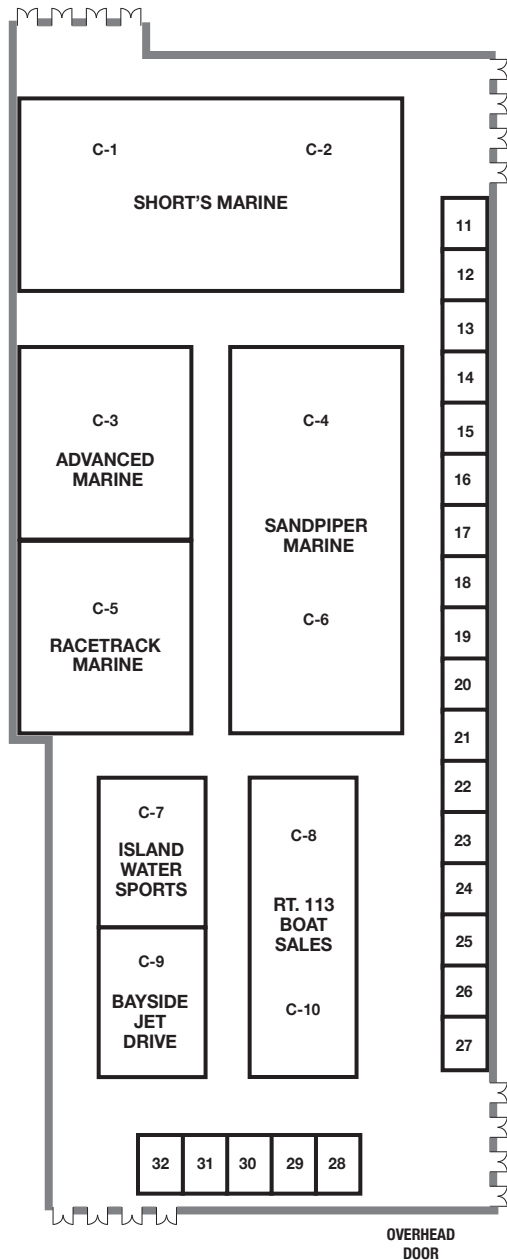 C-1
C-2
SHORT'S MARINE
11
12
13
14
15
16
17
18
19
20
21
22
23
24
25
26
27
C-3
ADVANCED
MARINE
C-4
SANDPIPER
MARINE
C-6
C-5
RACETRACK
MARINE
C-7
ISLAND
WATER
SPORTS
C-8
RT. 113
BOAT
SALES
C-10
C-9
BAYSIDE
JET
DRIVE
32
31
30
29
28
OVERHEAD
DOOR